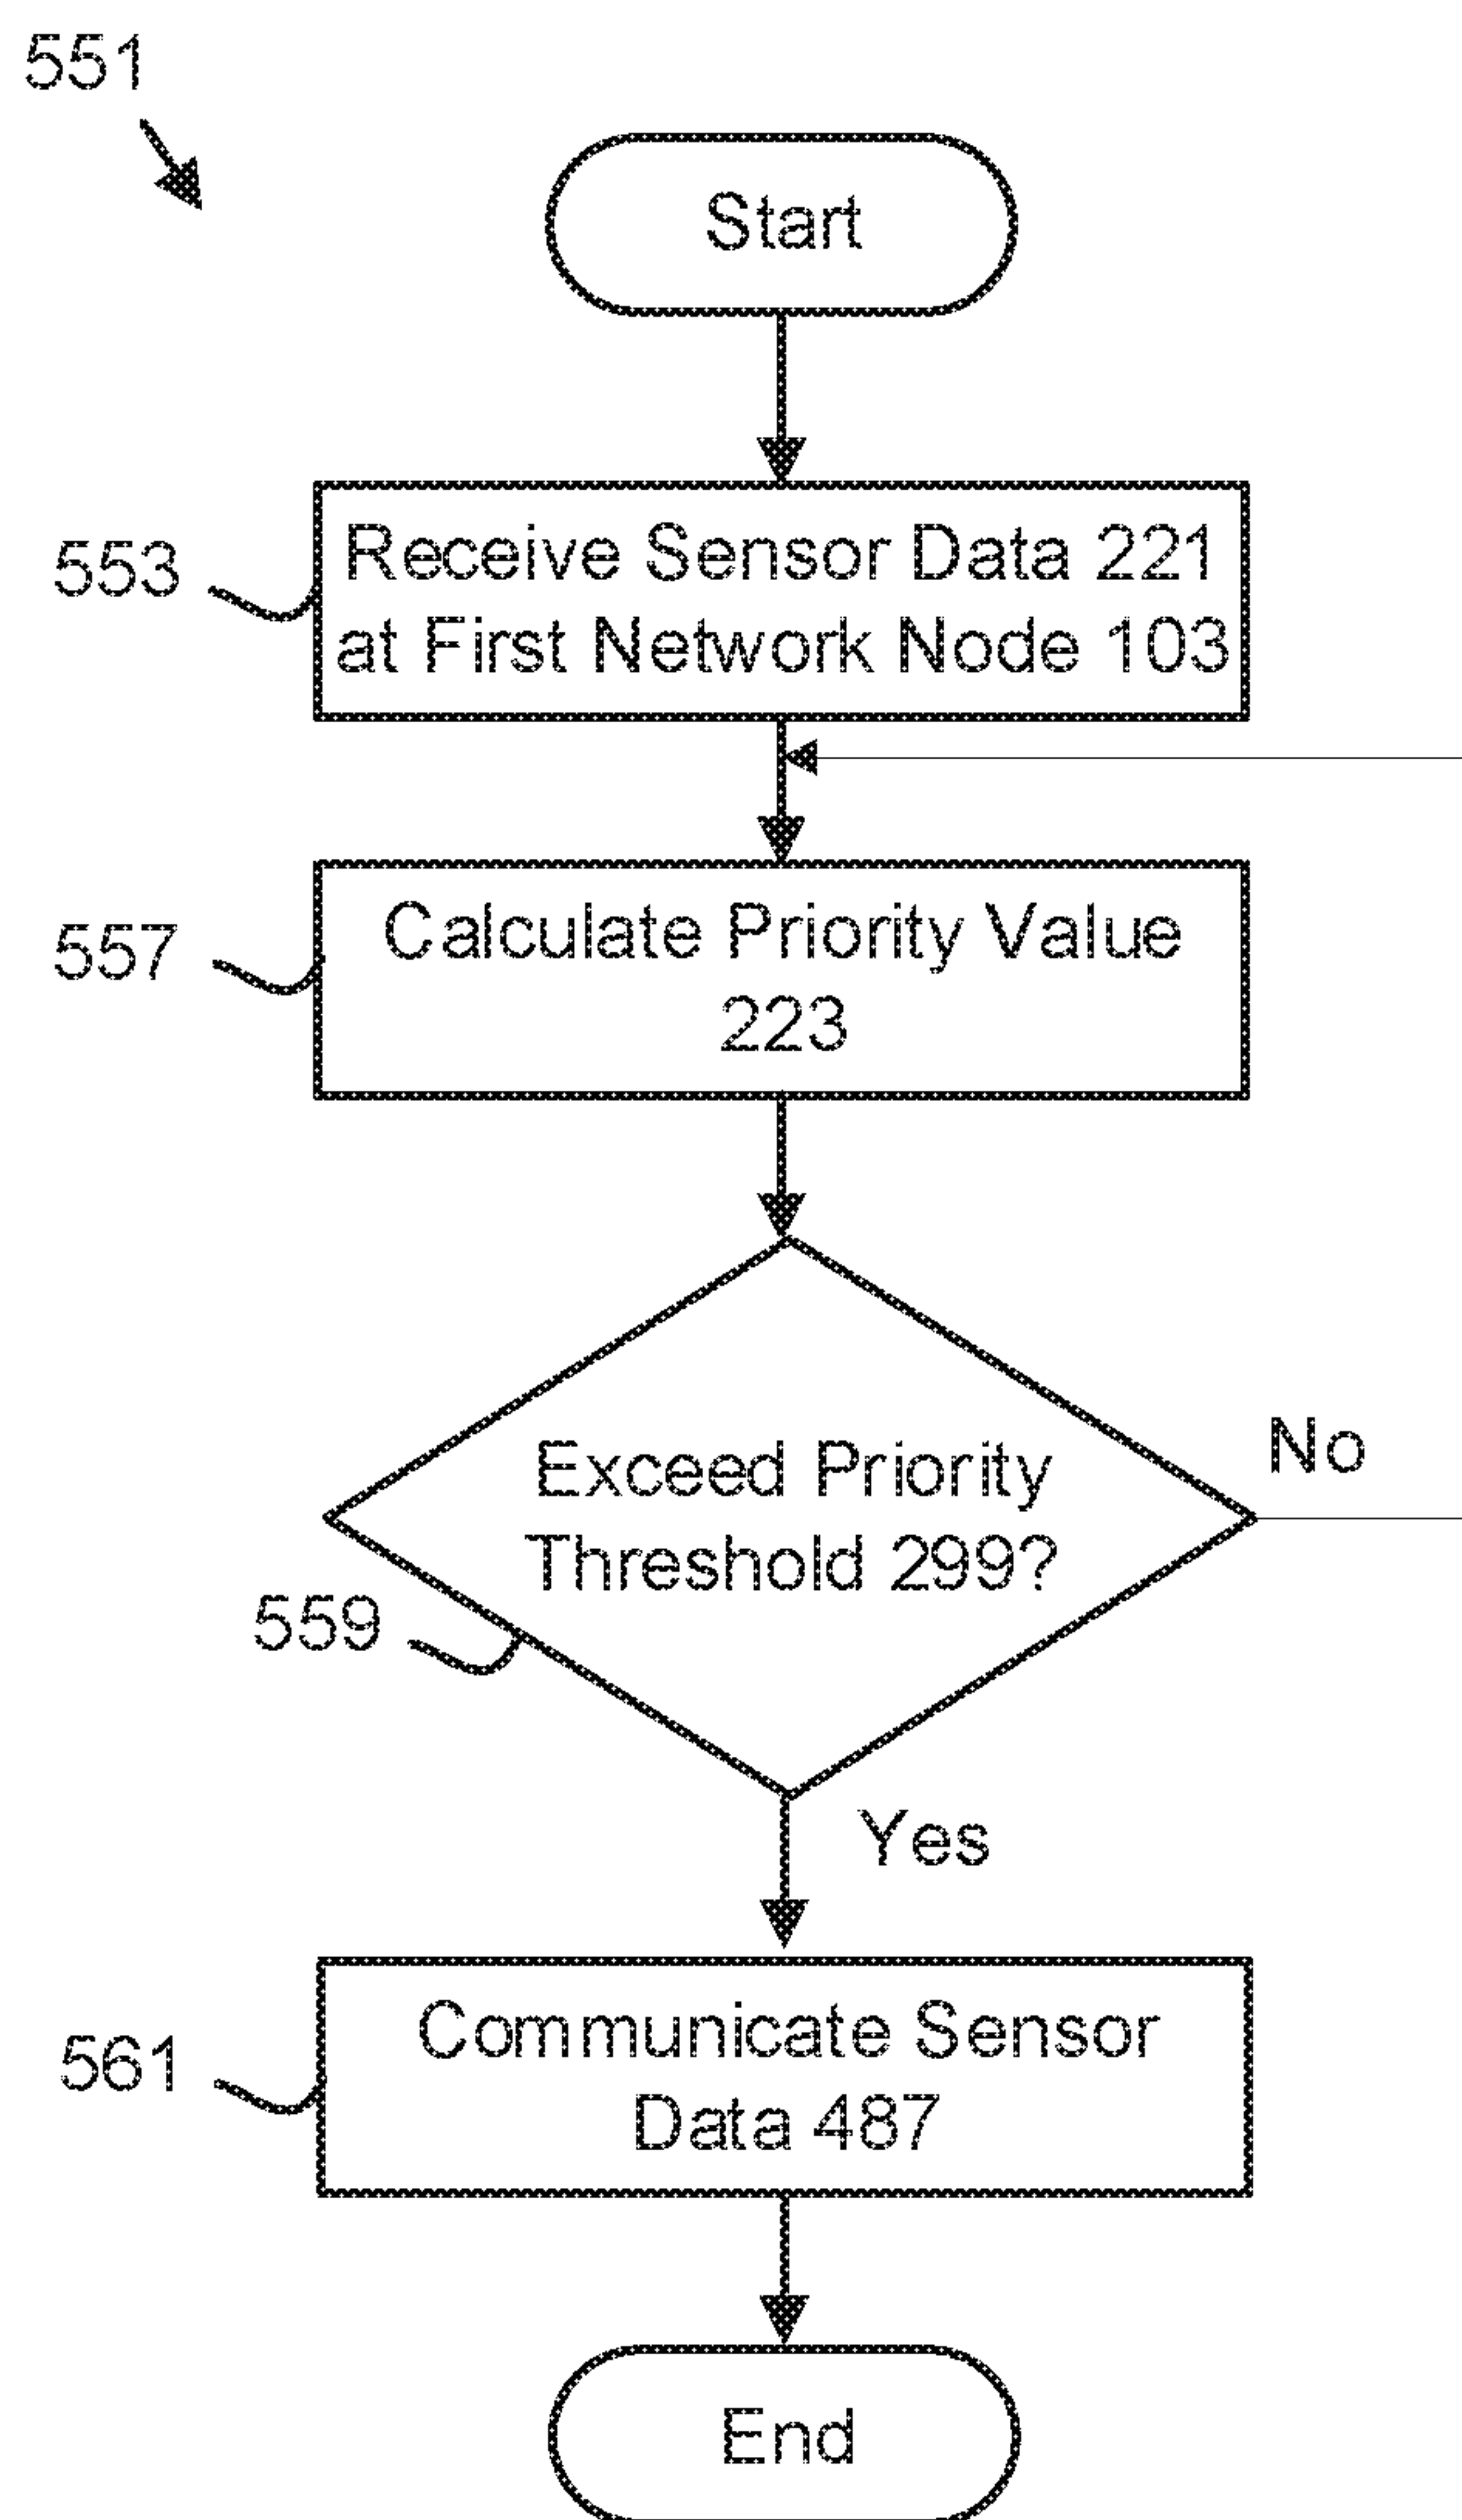 551
Start
553
Receive Sensor Data 221
at First Network Node 103
557
Calculate Priority Value
223
Exceed Priority
Threshold 299?
No
559
Yes
561
Communicate Sensor
Data 487
End